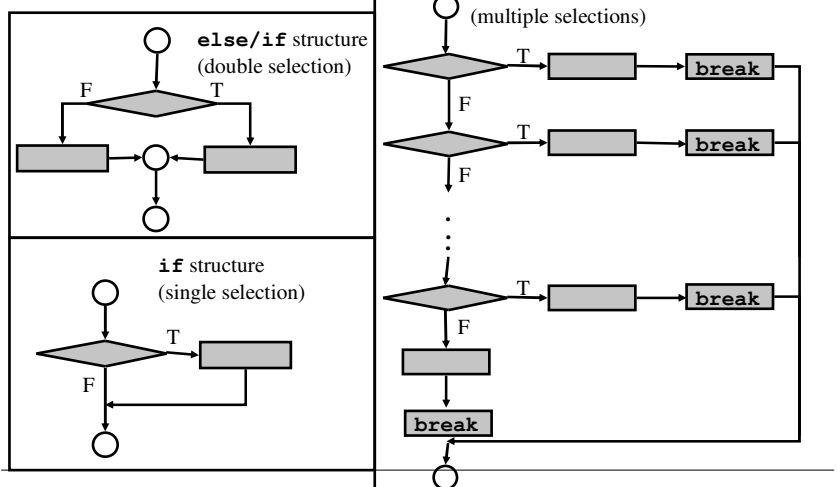 else/if structure
(double selection)
F
T
if structure
(single selection)
T
F
(multiple selections)
T
break
F
T
break
F
T
break
F
break